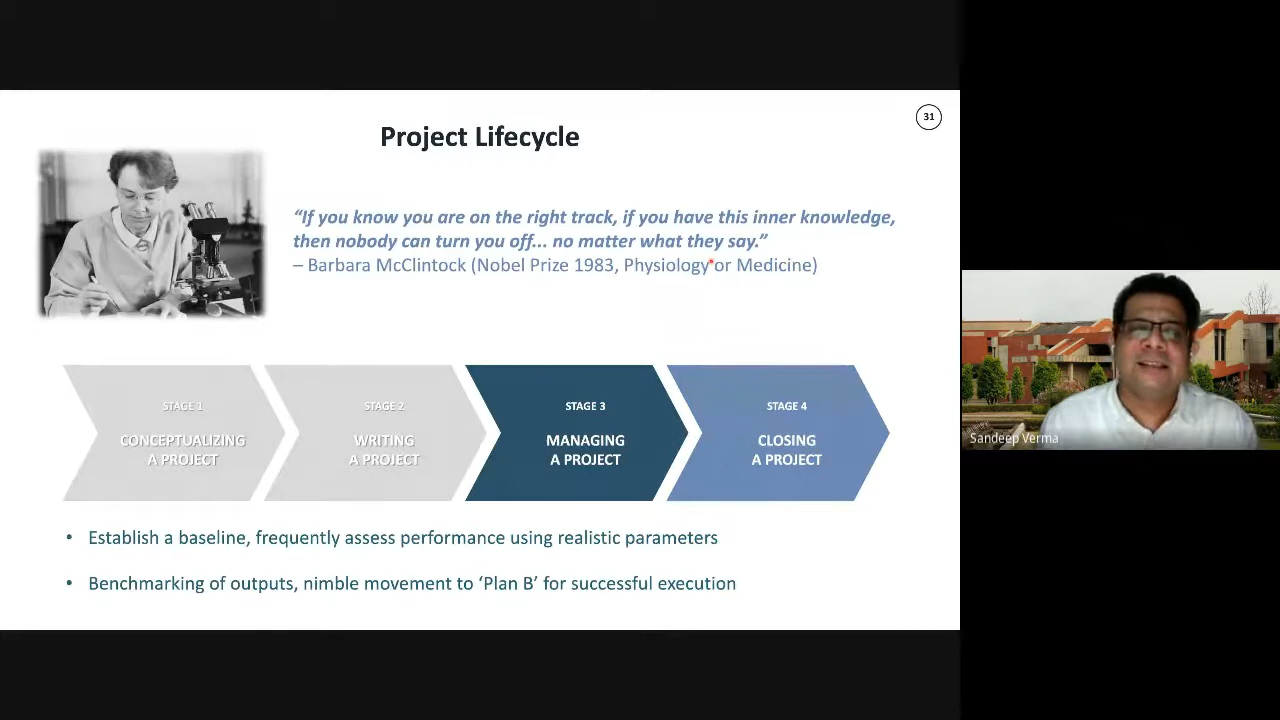 31
Project Lifecycle
“If you know you are on the right track, if you have this inner knowledge,
then nobody can turn you off... no matter what they say.”
– Barbara McClintock (Nobel Prize 1983, Physiology or Medicine)
STAGE 1
CONCEPTUALIZING
A PROJECT
STAGE 2
WRITING
A PROJECT
STAGE 3
MANAGING
A PROJECT
STAGE 4
CLOSING
A PROJECT
• Establish a baseline, frequently assess performance using realistic parameters
• Benchmarking of outputs, nimble movement to ‘Plan B’ for successful execution
Sandeep Verma